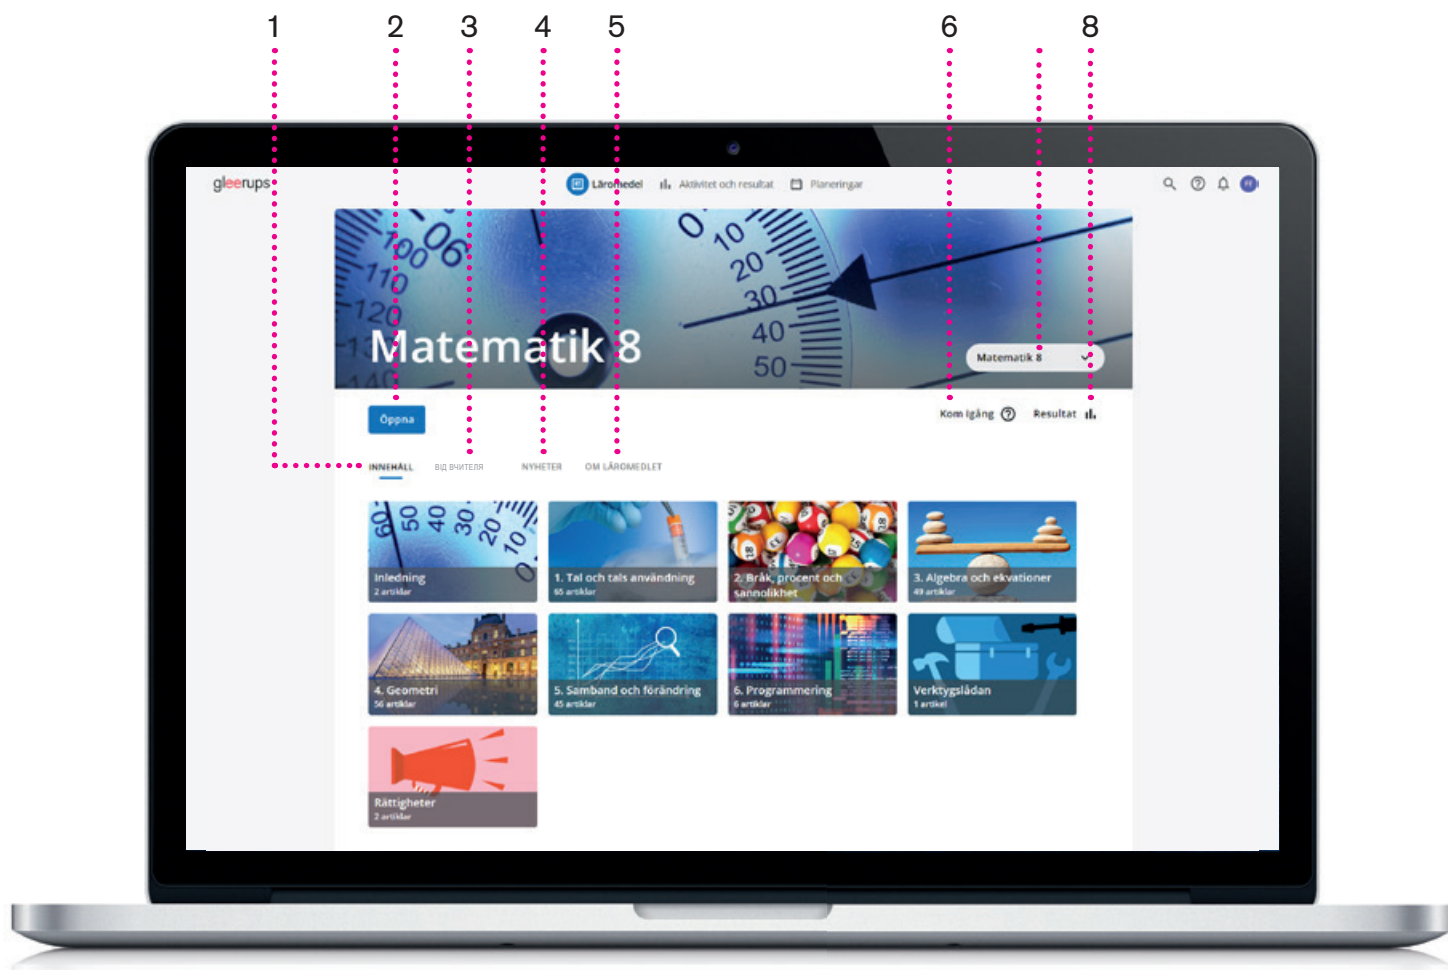 1 2 3 4 5 6 8
gleerups Läromedel Aktivitet och resultat Planeringar
Matematik 8
Matematik 8
Öppna Kom Igång Resultat
INNEHÅLL ВІД ВЧИТЕЛЯ NYHETER OM LÄROMEDLET
Inledning
2 artiklar
1. Tal och tals användning
65 artiklar
2. Bråk, procent och
sannolikhet
3. Algebra och ekvationer
49 artiklar
4. Geometri
56 artiklar
5. Samband och förändring
45 artiklar
6. Programmering
6 artiklar
Verktygslådan
1 artikel
Rättigheter
2 artiklar